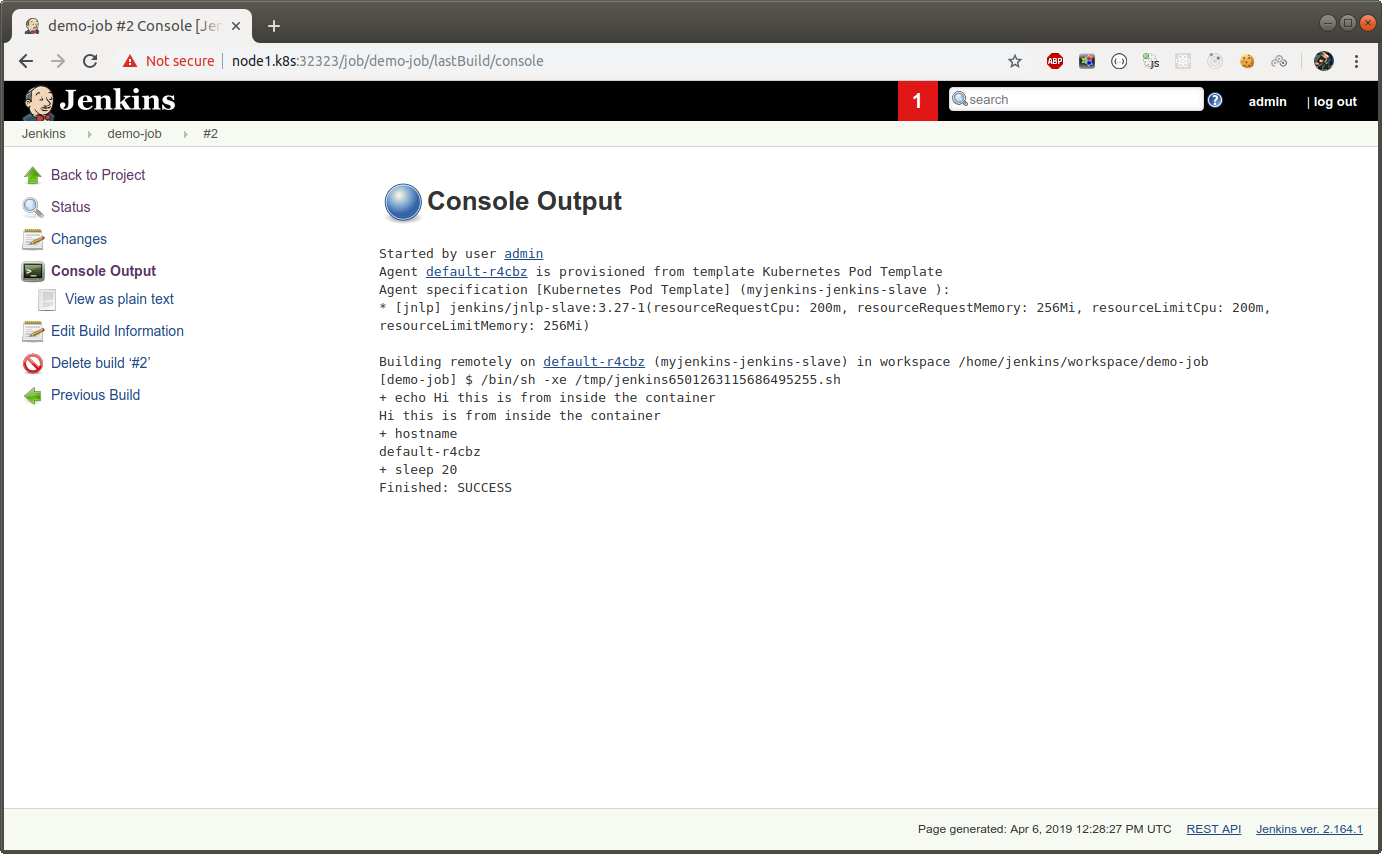 demo-job #2 Console [Jen
Not secure
node1.k8s:32323/job/demo-job/lastBuild/console
ABP
js
Jenkins
1
search
admin
| log out
Jenkins
demo-job
#2
Back to Project
Status
Changes
Console Output
View as plain text
Edit Build Information
Delete build ‘#2’
Previous Build
Console Output
Started by user admin
Agent default-r4cbz is provisioned from template Kubernetes Pod Template
Agent specification [Kubernetes Pod Template] (myjenkins-jenkins-slave ):
* [jnlp] jenkins/jnlp-slave:3.27-1(resourceRequestCpu: 200m, resourceRequestMemory: 256Mi, resourceLimitCpu: 200m,
resourceLimitMemory: 256Mi)
Building remotely on default-r4cbz (myjenkins-jenkins-slave) in workspace /home/jenkins/workspace/demo-job
[demo-job] $ /bin/sh -xe /tmp/jenkins6501263115686495255.sh
+ echo Hi this is from inside the container
Hi this is from inside the container
+ hostname
default-r4cbz
+ sleep 20
Finished: SUCCESS
Page generated: Apr 6, 2019 12:28:27 PM UTC
REST API
Jenkins ver. 2.164.1